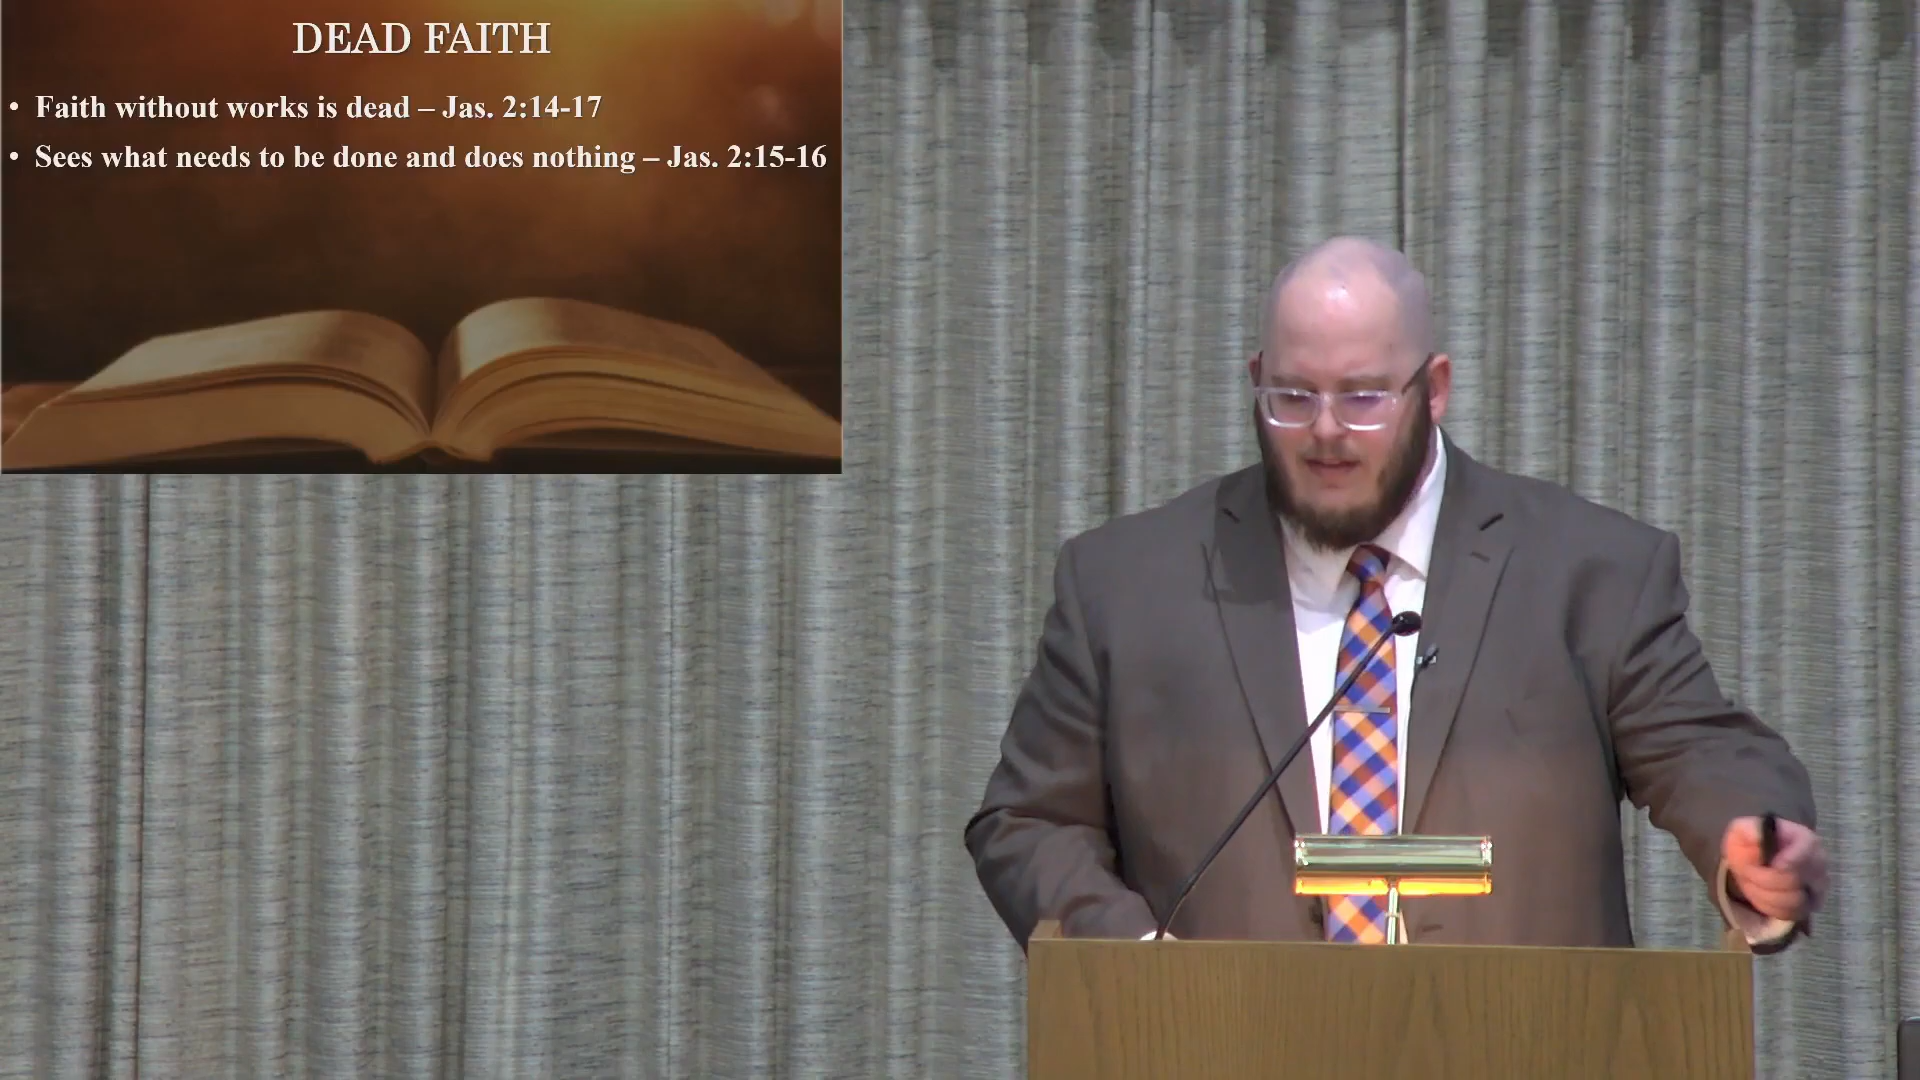 DEAD FAITH
• Faith without works is dead – Jas. 2:14-17
• Sees what needs to be done and does nothing – Jas. 2:15-16